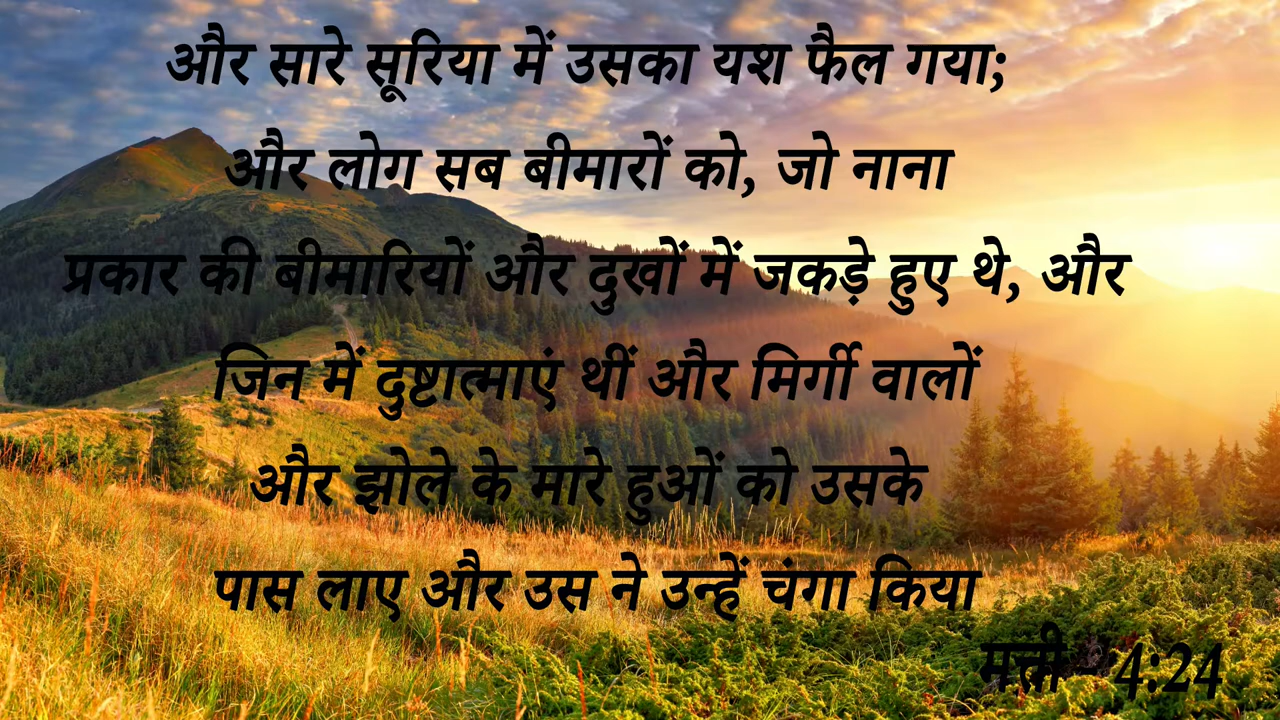 और सारे सूरिया में उसका यश फैल गया;
और लोग सब बीमारों को, जो नाना
प्रकार की बीमारियों और दुखों में जकड़े हुए थे, और
जिन में दुष्टात्माएं थीं और मिर्गी वालों
और झोले के मारे हुओं को उसके
पास लाए और उस ने उन्हें चंगा किया
मत्ती - 4:24